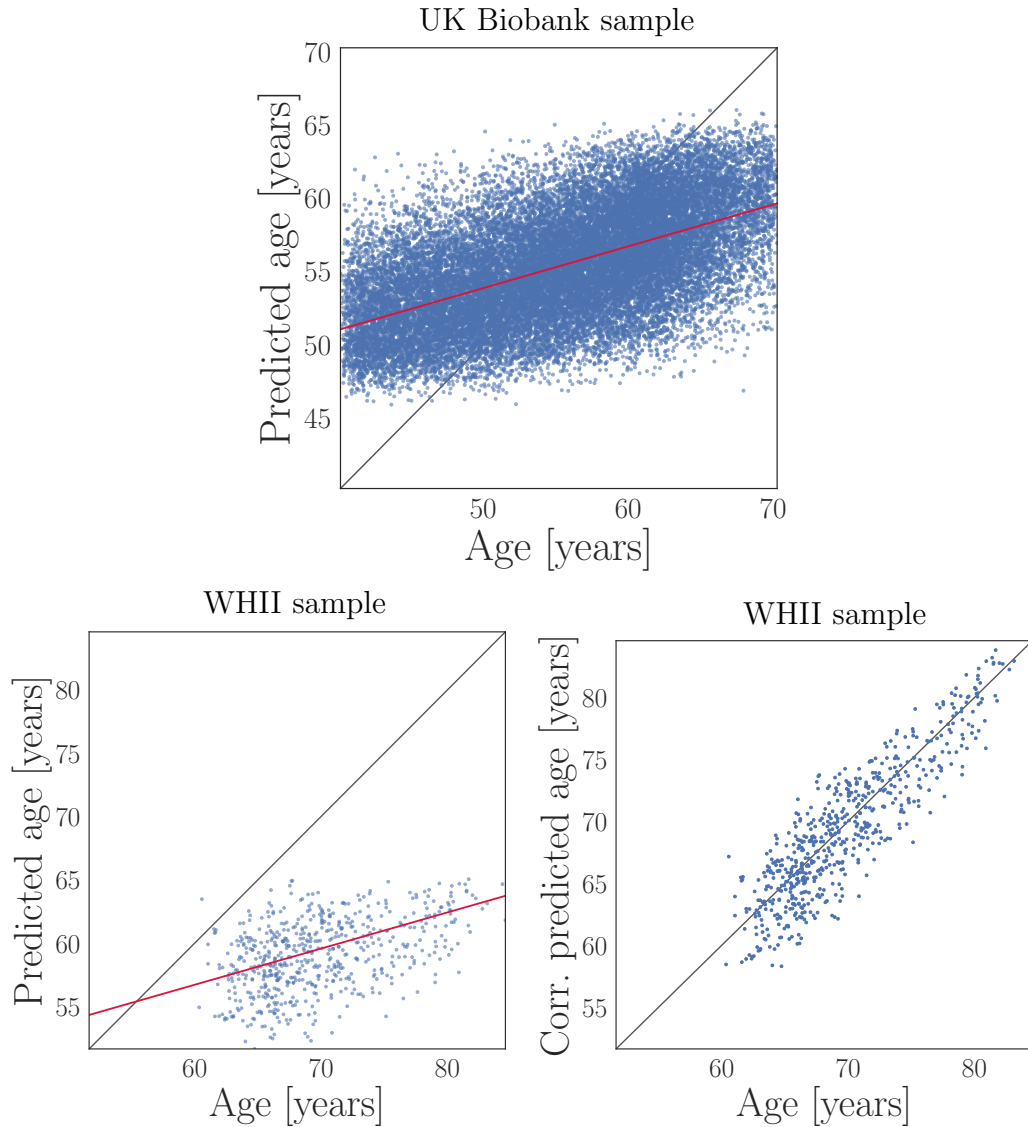 UK Biobank sample
Predicted age [years]
70
65
60
55
50
45
50 60 70
Age [years]
WHII sample
Predicted age [years]
80
75
70
65
60
55
60 70 80
Age [years]
WHII sample
Corr. predicted age [years]
80
75
70
65
60
55
60 70 80
Age [years]